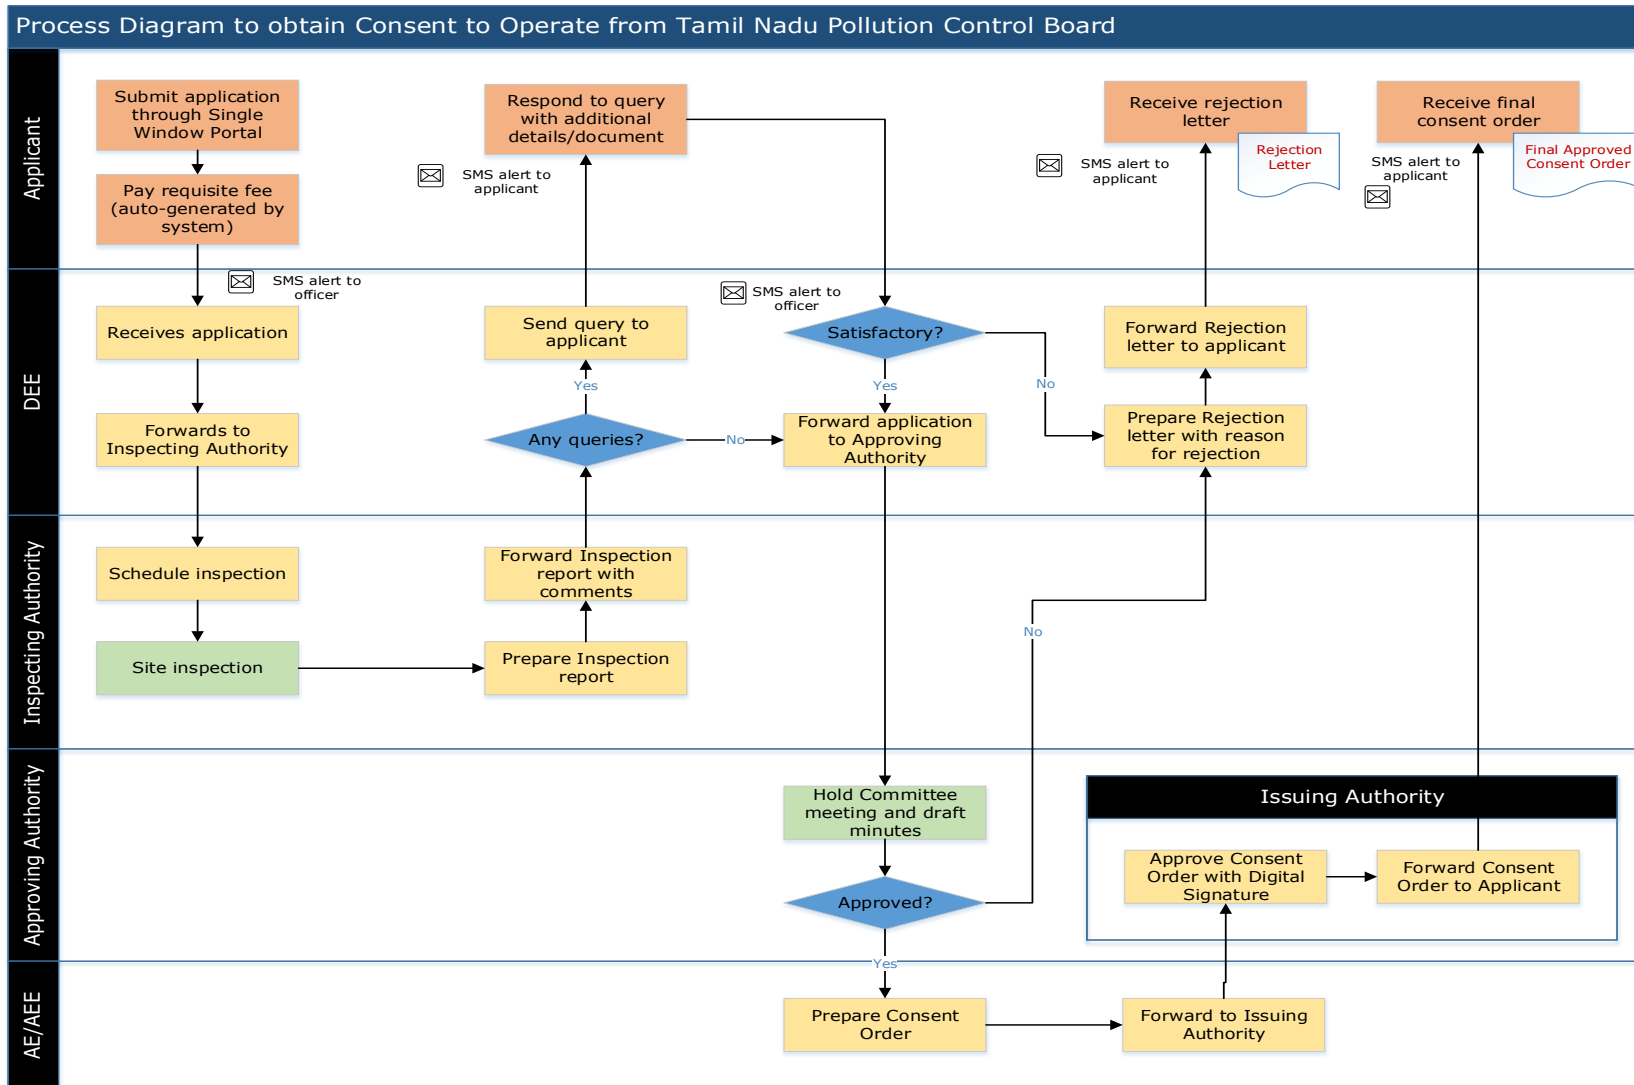 Process Diagram to obtain Consent to Operate from Tamil Nadu Pollution Control Board
Applicant
Submit application
through Single
Window Portal
Pay requisite fee
(auto-generated by
system)
Respond to query
with additional
details/document
SMS alert to
applicant
Receive rejection
letter
Rejection
Letter
SMS alert to
applicant
Receive final
consent order
Final Approved
Consent Order
SMS alert to
applicant
DEE
SMS alert to
officer
Receives application
Forwards to
Inspecting Authority
Send query to
applicant
Yes
Any queries?
No
SMS alert to
officer
Satisfactory?
Yes
No
Forward application
to Approving
Authority
Forward Rejection
letter to applicant
Prepare Rejection
letter with reason
for rejection
Inspecting Authority
Schedule inspection
Site inspection
Forward Inspection
report with
comments
Prepare Inspection
report
No
Approving Authority
Hold Committee
meeting and draft
minutes
Approved?
Yes
Issuing Authority
Approve Consent
Order with Digital
Signature
Forward Consent
Order to Applicant
AE/AEE
Prepare Consent
Order
Forward to Issuing
Authority